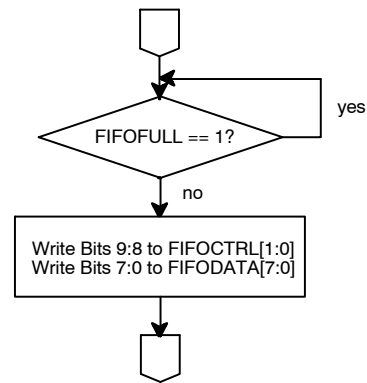 FIFOFULL == 1?
yes
no
Write Bits 9:8 to FIFOCTRL[1:0]
Write Bits 7:0 to FIFODATA[7:0]